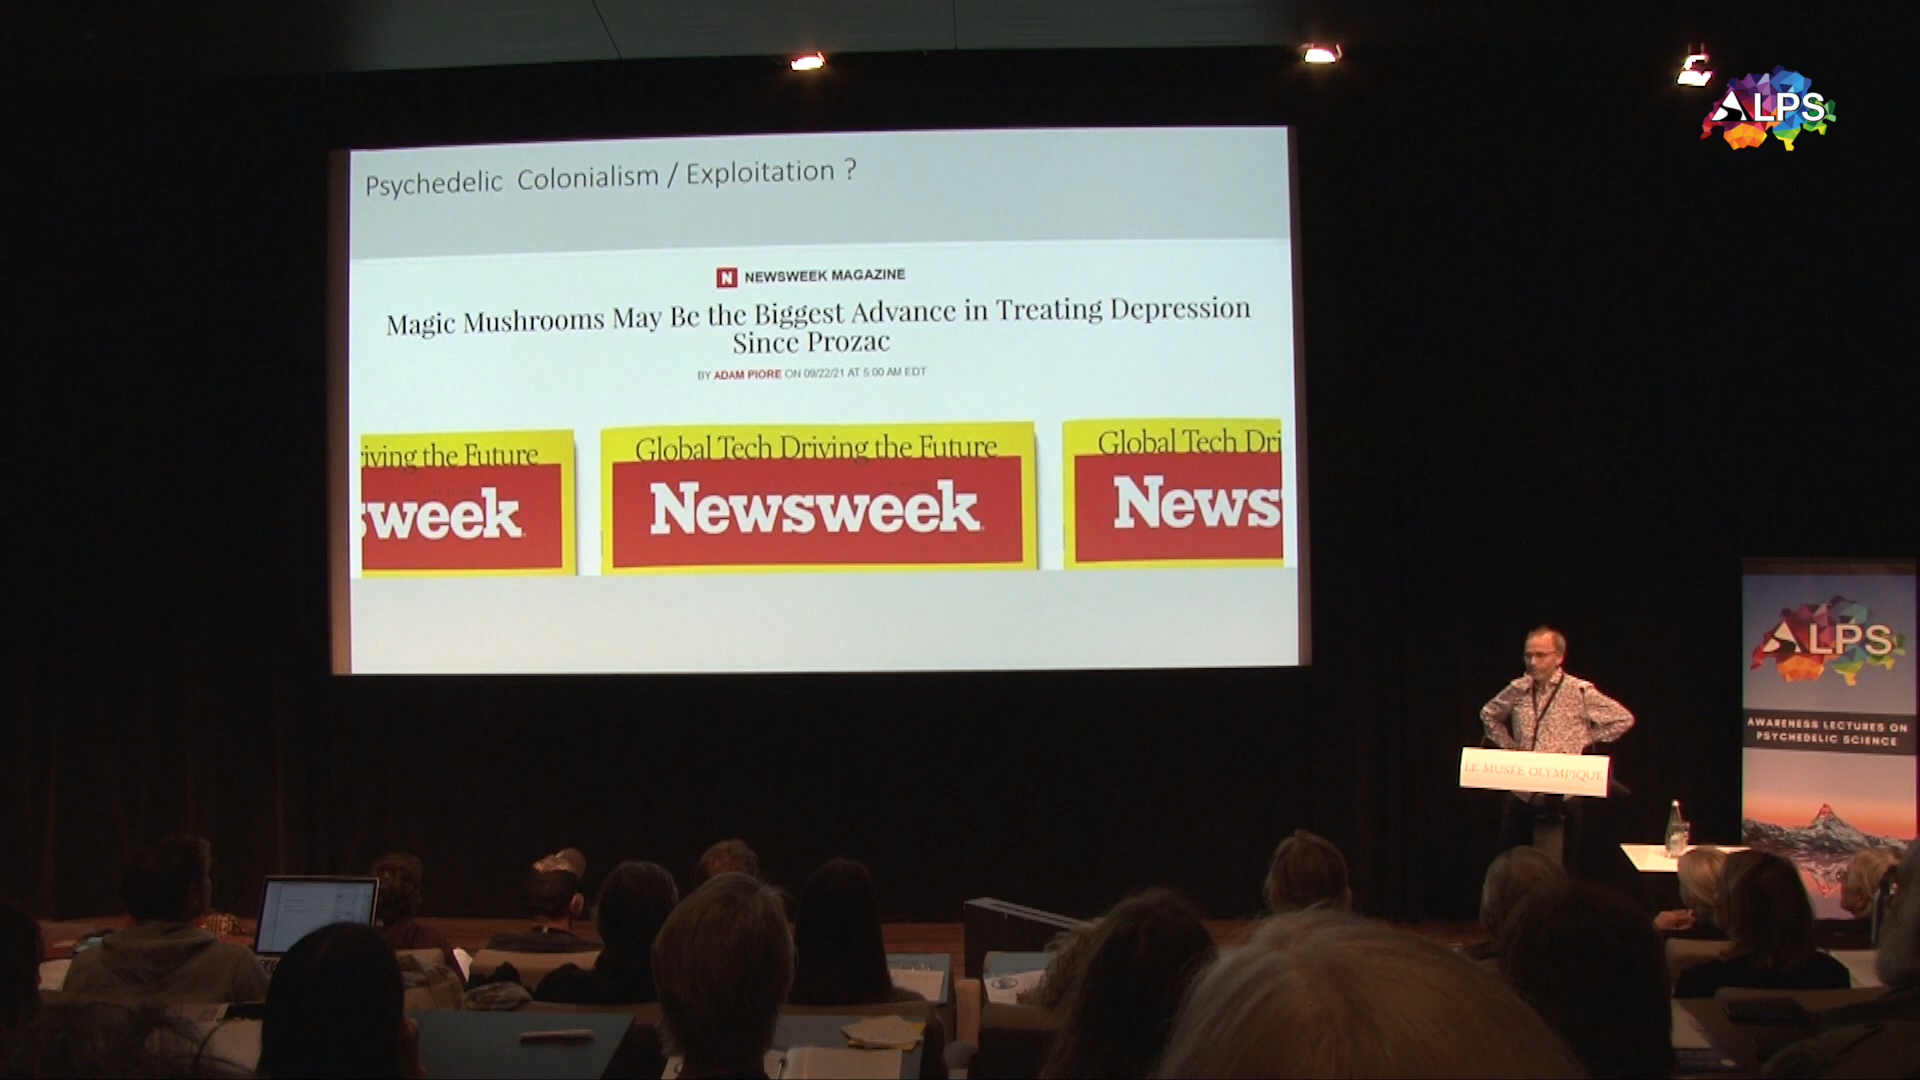 ALPS
Psychedelic Colonialism / Exploitation ?
N NEWSWEEK MAGAZINE
Magic Mushrooms May Be the Biggest Advance in Treating Depression
Since Prozac
BY ADAM PIORE ON 09/22/21 AT 5:00 AM EDT
iving the Future
Global Tech Driving the Future
Global Tech Dri
sweek
Newsweek
News
ALPS
AWARENESS LECTURES ON
PSYCHEDELIC SCIENCE
LE MUSÉE OLYMPIQUE